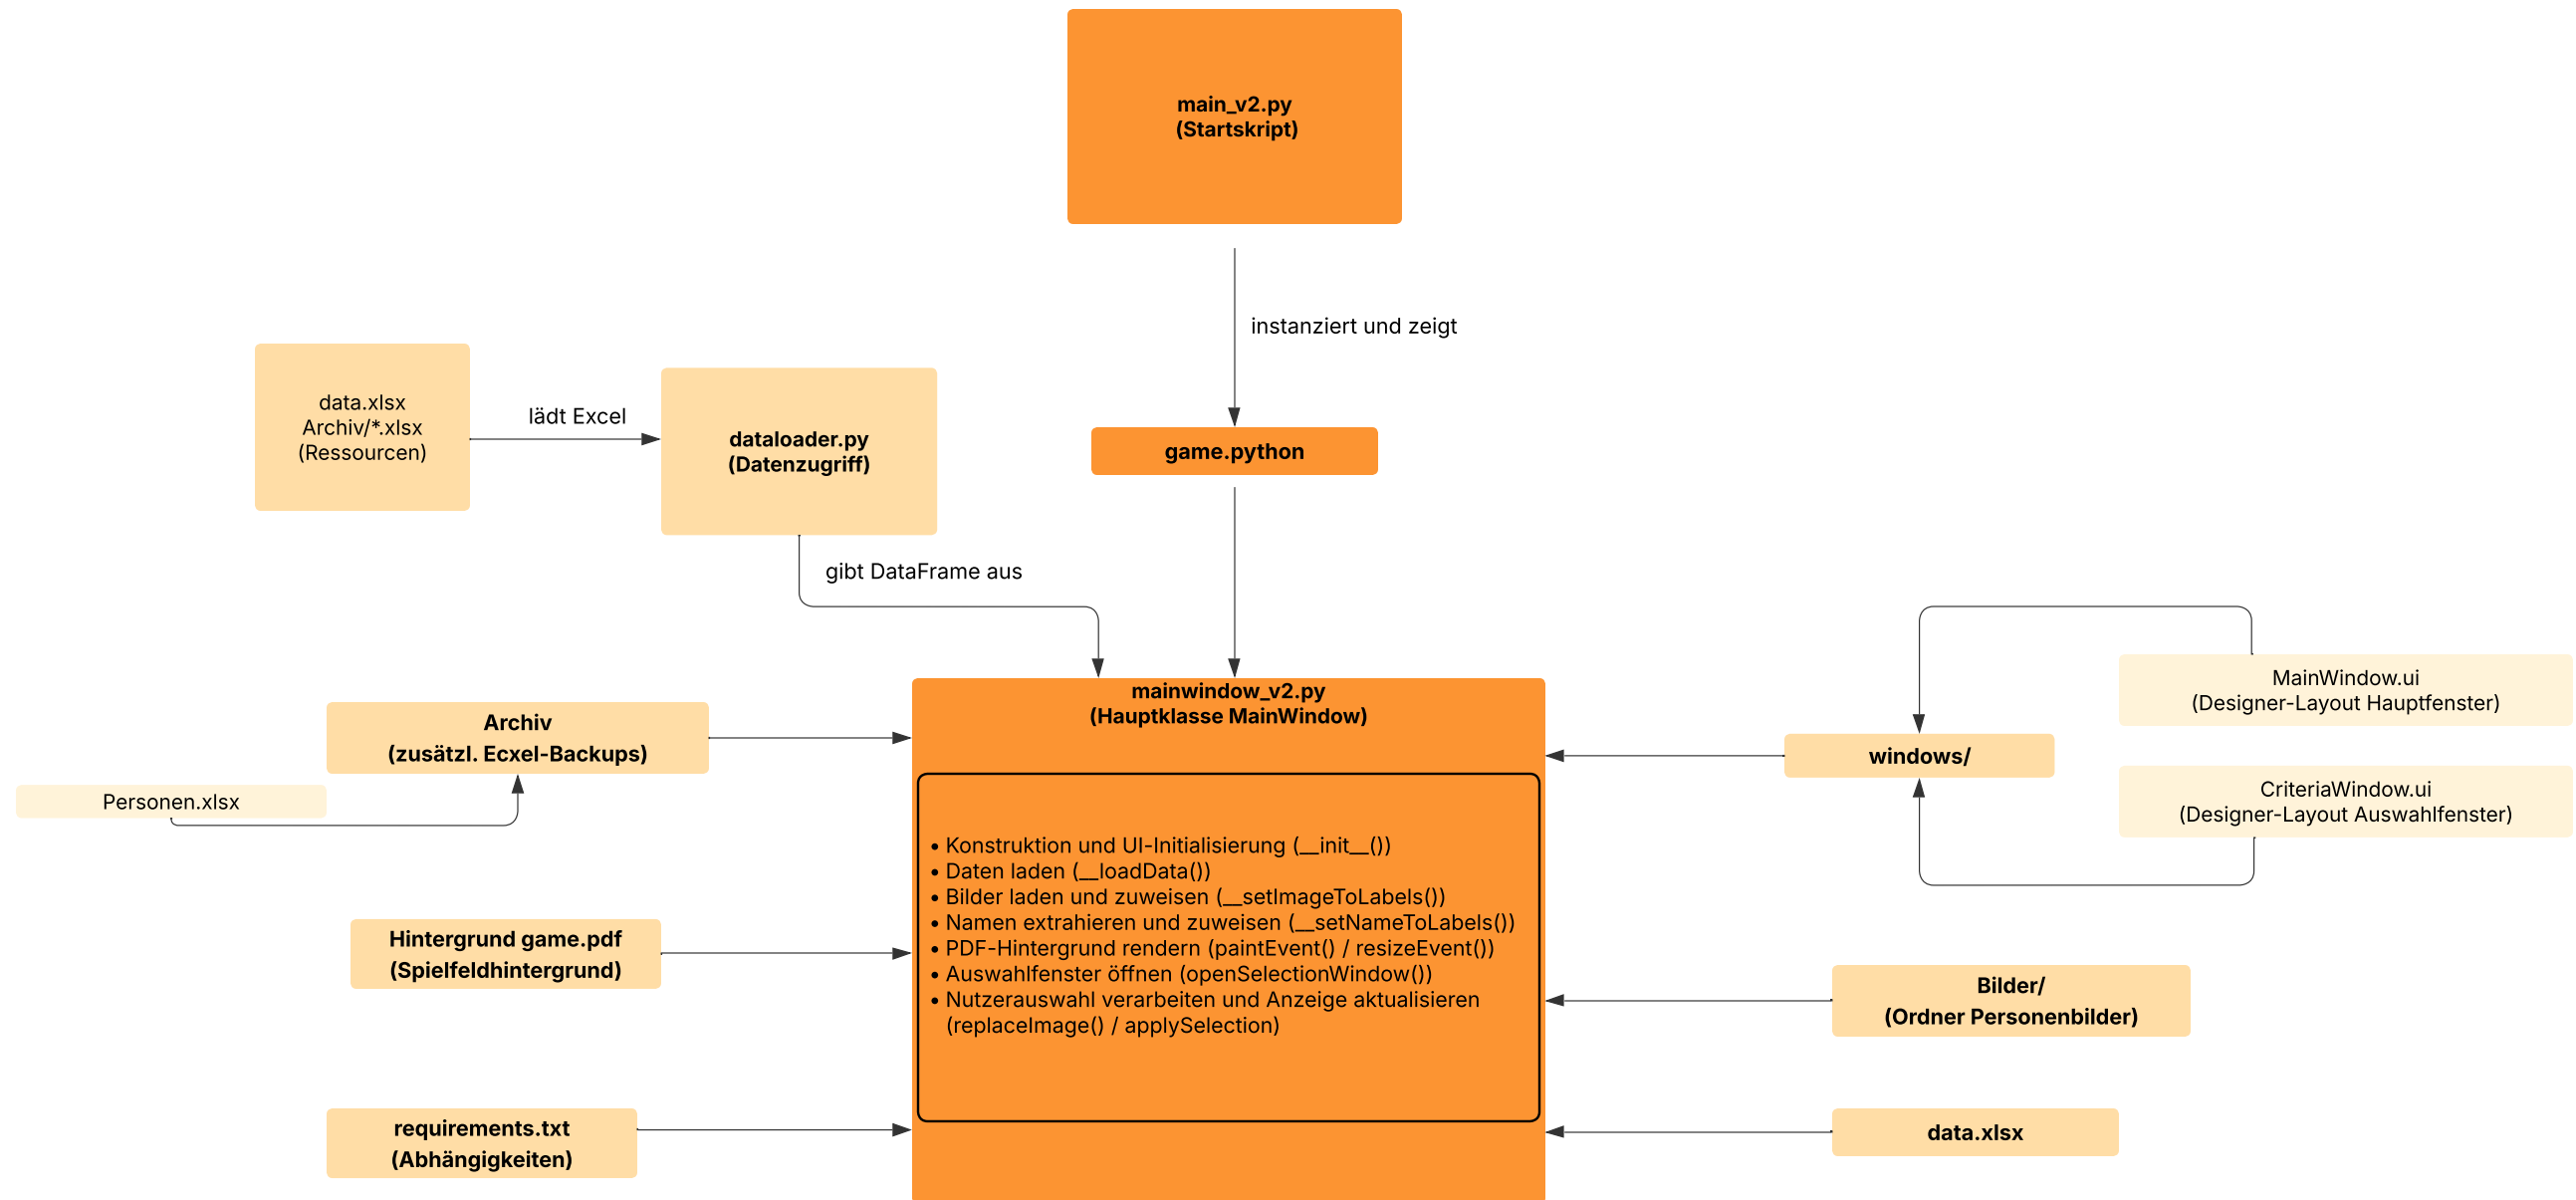 main_v2.py
(Startskript)
instanziert und zeigt
data.xlsx
Archiv/*.xlsx
(Ressourcen)
lädt Excel
dataloader.py
(Datenzugriff)
game.python
gibt DataFrame aus
mainwindow_v2.py
(Hauptklasse MainWindow)
• Konstruktion und UI-Initialisierung (__init__())
• Daten laden (__loadData())
• Bilder laden und zuweisen (__setImageToLabels())
• Namen extrahieren und zuweisen (__setNameToLabels())
• PDF-Hintergrund rendern (paintEvent() / resizeEvent())
• Auswahlfenster öffnen (openSelectionWindow())
• Nutzerauswahl verarbeiten und Anzeige aktualisieren
(replaceImage() / applySelection)
Archiv
(zusätzl. Ecxel-Backups)
Personen.xlsx
Hintergrund game.pdf
(Spielfeldhintergrund)
requirements.txt
(Abhängigkeiten)
MainWindow.ui
(Designer-Layout Hauptfenster)
windows/
CriteriaWindow.ui
(Designer-Layout Auswahlfenster)
Bilder/
(Ordner Personenbilder)
data.xlsx